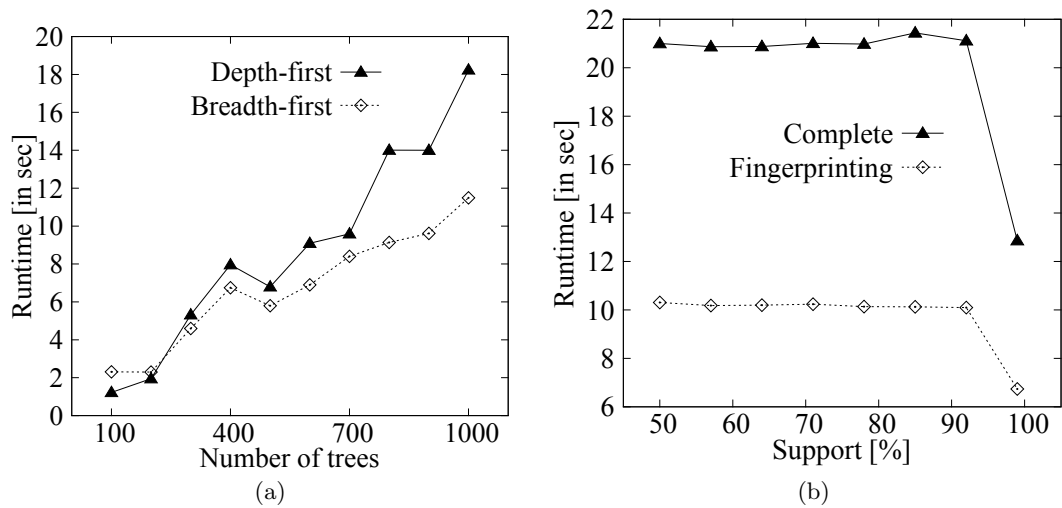 20
18
16
14
12
10
8
6
4
2
0
Runtime [in sec]
Depth-first
Breadth-first
100 400 700 1000
Number of trees
(a)
22
20
18
16
14
12
10
8
6
Runtime [in sec]
Complete
Fingerprinting
50 60 70 80 90 100
Support [%]
(b)